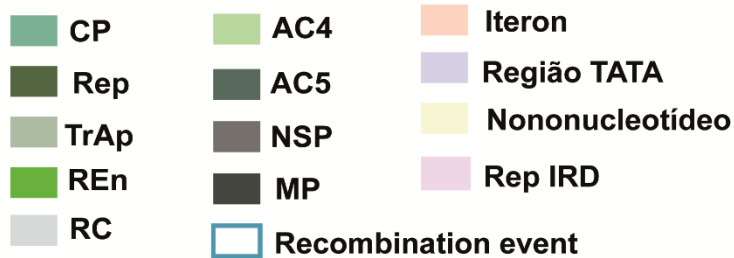 CP
Rep
TrAp
REn
RC
AC4
AC5
NSP
MP
Recombination event
Iteron
Região TATA
Nononucleotídeo
Rep IRD